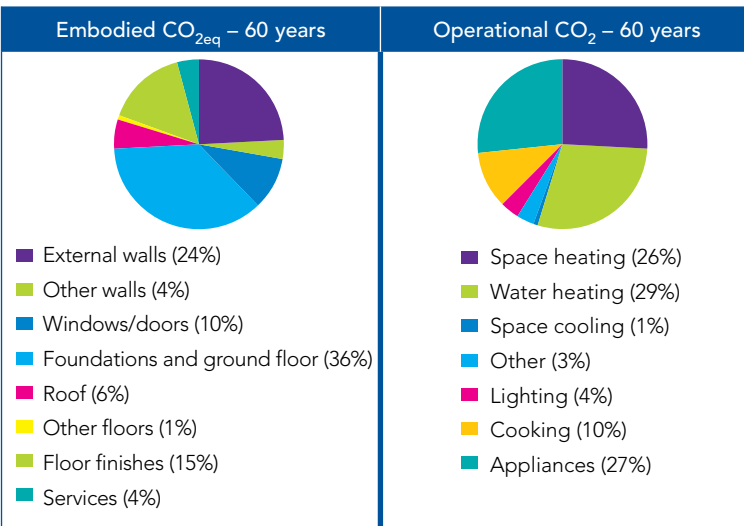 Embodied CO2eq – 60 years
External walls (24%)
Other walls (4%)
Windows/doors (10%)
Foundations and ground floor (36%)
Roof (6%)
Other floors (1%)
Floor finishes (15%)
Services (4%)
Operational CO2 – 60 years
Space heating (26%)
Water heating (29%)
Space cooling (1%)
Other (3%)
Lighting (4%)
Cooking (10%)
Appliances (27%)